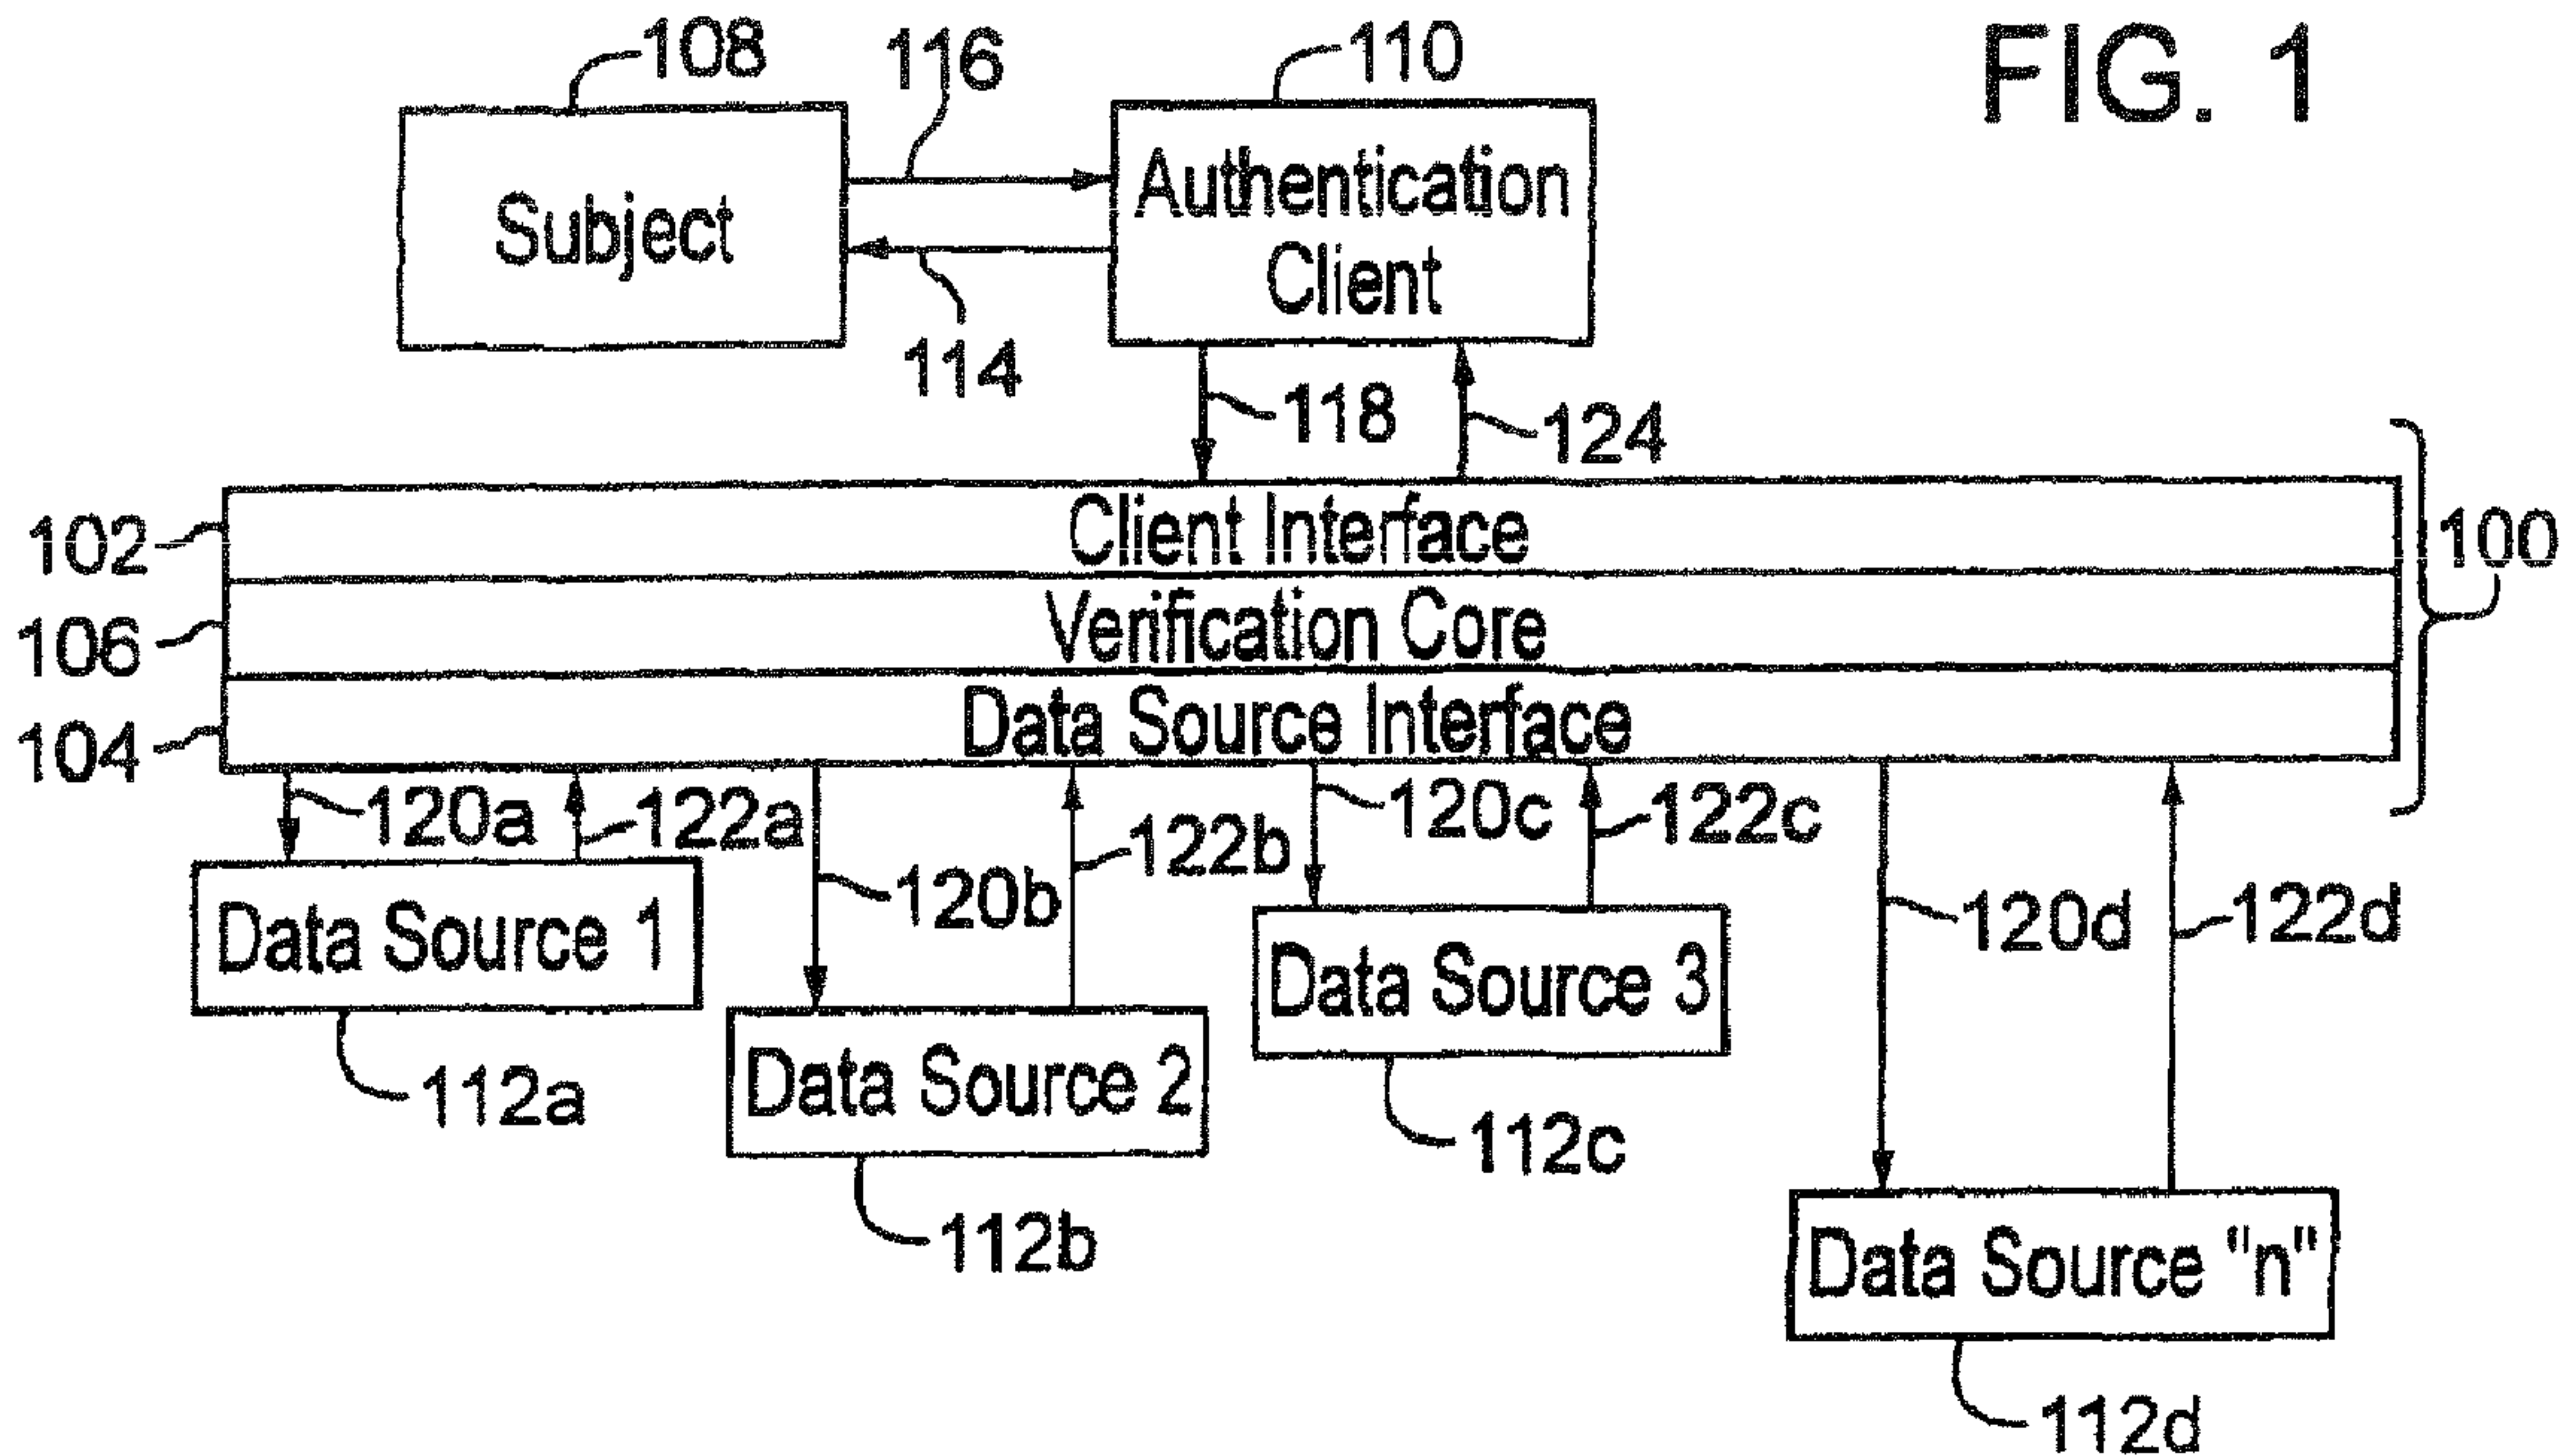 FIG. 1
108
116
110
Subject
Authentication
Client
114
118
124
102
Client Interface
100
106
Verification Core
104
Data Source Interface
120a
122a
120b
122b
120c
122c
120d
122d
Data Source 1
Data Source 2
Data Source 3
Data Source "n"
112a
112b
112c
112d